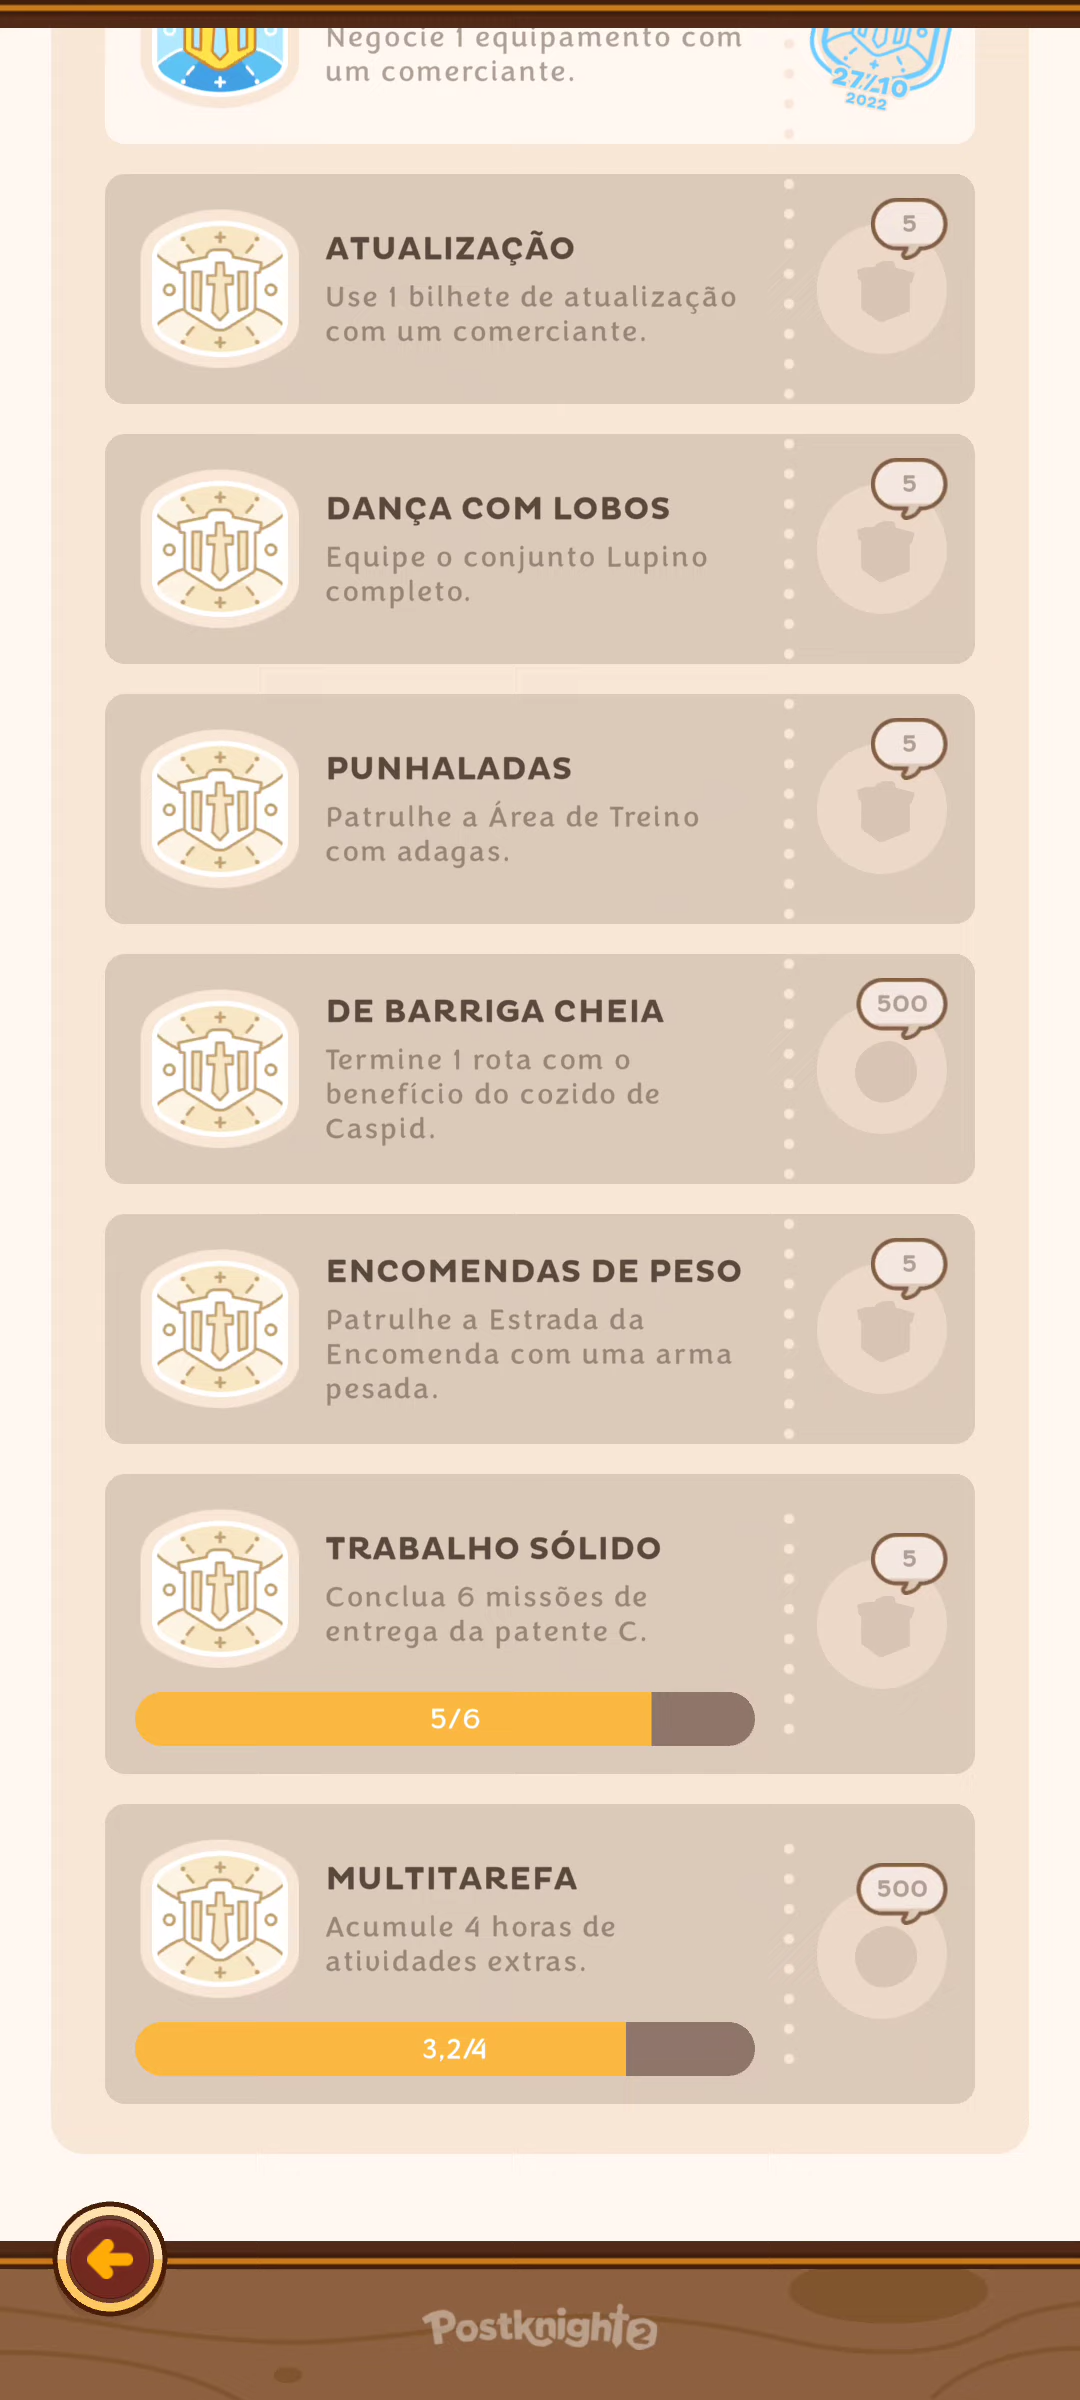 Negocie 1 equipamento com
um comerciante.
27/10
2022
ATUALIZAÇÃO
Use 1 bilhete de atualização
com um comerciante.
5
DANÇA COM LOBOS
Equipe o conjunto Lupino
completo.
5
PUNHALADAS
Patrulhe a Área de Treino
com adagas.
5
DE BARRIGA CHEIA
Termine 1 rota com o
benefício do cozido de
Caspid.
500
ENCOMENDAS DE PESO
Patrulhe a Estrada da
Encomenda com uma arma
pesada.
5
TRABALHO SÓLIDO
Conclua 6 missões de
entrega da patente C.
5/6
5
MULTITAREFA
Acumule 4 horas de
atividades extras.
3,2/4
500
Postknight2